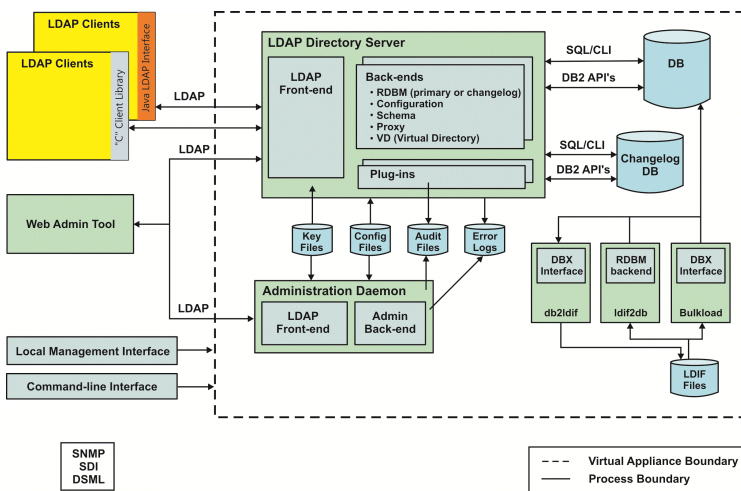 LDAP Clients
Java LDAP Interface
LDAP Clients
"C" Client Library
LDAP
LDAP
Web Admin Tool
LDAP
Local Management Interface
Command-line Interface
SNMP
SDI
DSML
LDAP Directory Server
LDAP
Front-end
Back-ends
• RDBM (primary or changelog)
• Configuration
• Schema
• Proxy
• VD (Virtual Directory)
Plug-ins
SQL/CLI
DB2 API's
DB
SQL/CLI
DB2 API's
Changelog
DB
Key
Files
Config
Files
Audit
Files
Error
Logs
Administration Daemon
LDAP
Front-end
Admin
Back-end
DBX
Interface
db2ldif
RDBM
backend
ldif2db
DBX
Interface
Bulkload
LDIF
Files
Virtual Appliance Boundary
Process Boundary